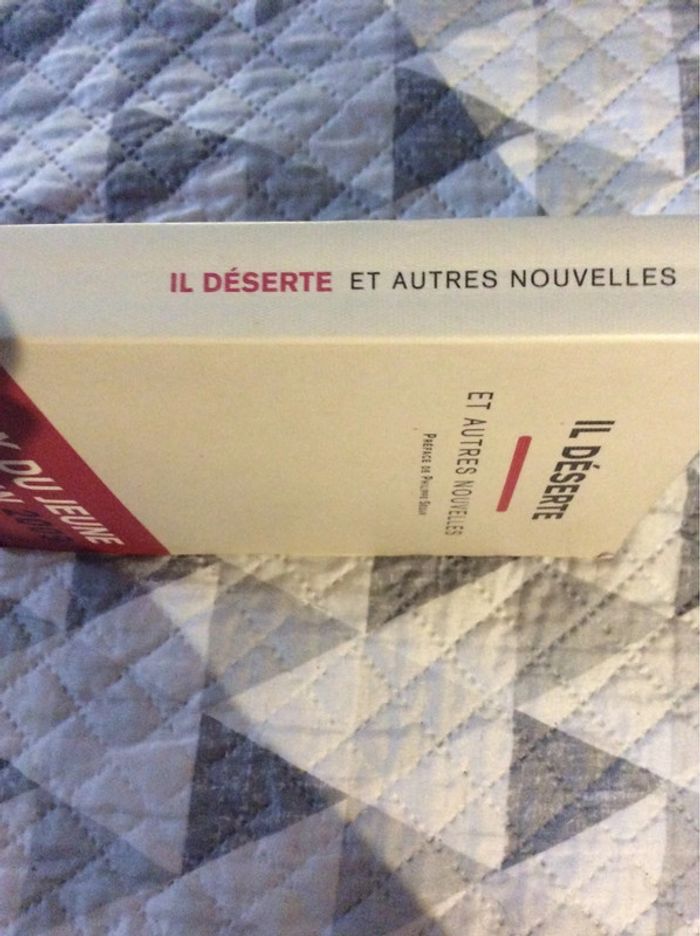 IL DÉSERTE ET AUTRES NOUVELLES
IL DÉSERTE
ET AUTRES NOUVELLES
DU JEUNE